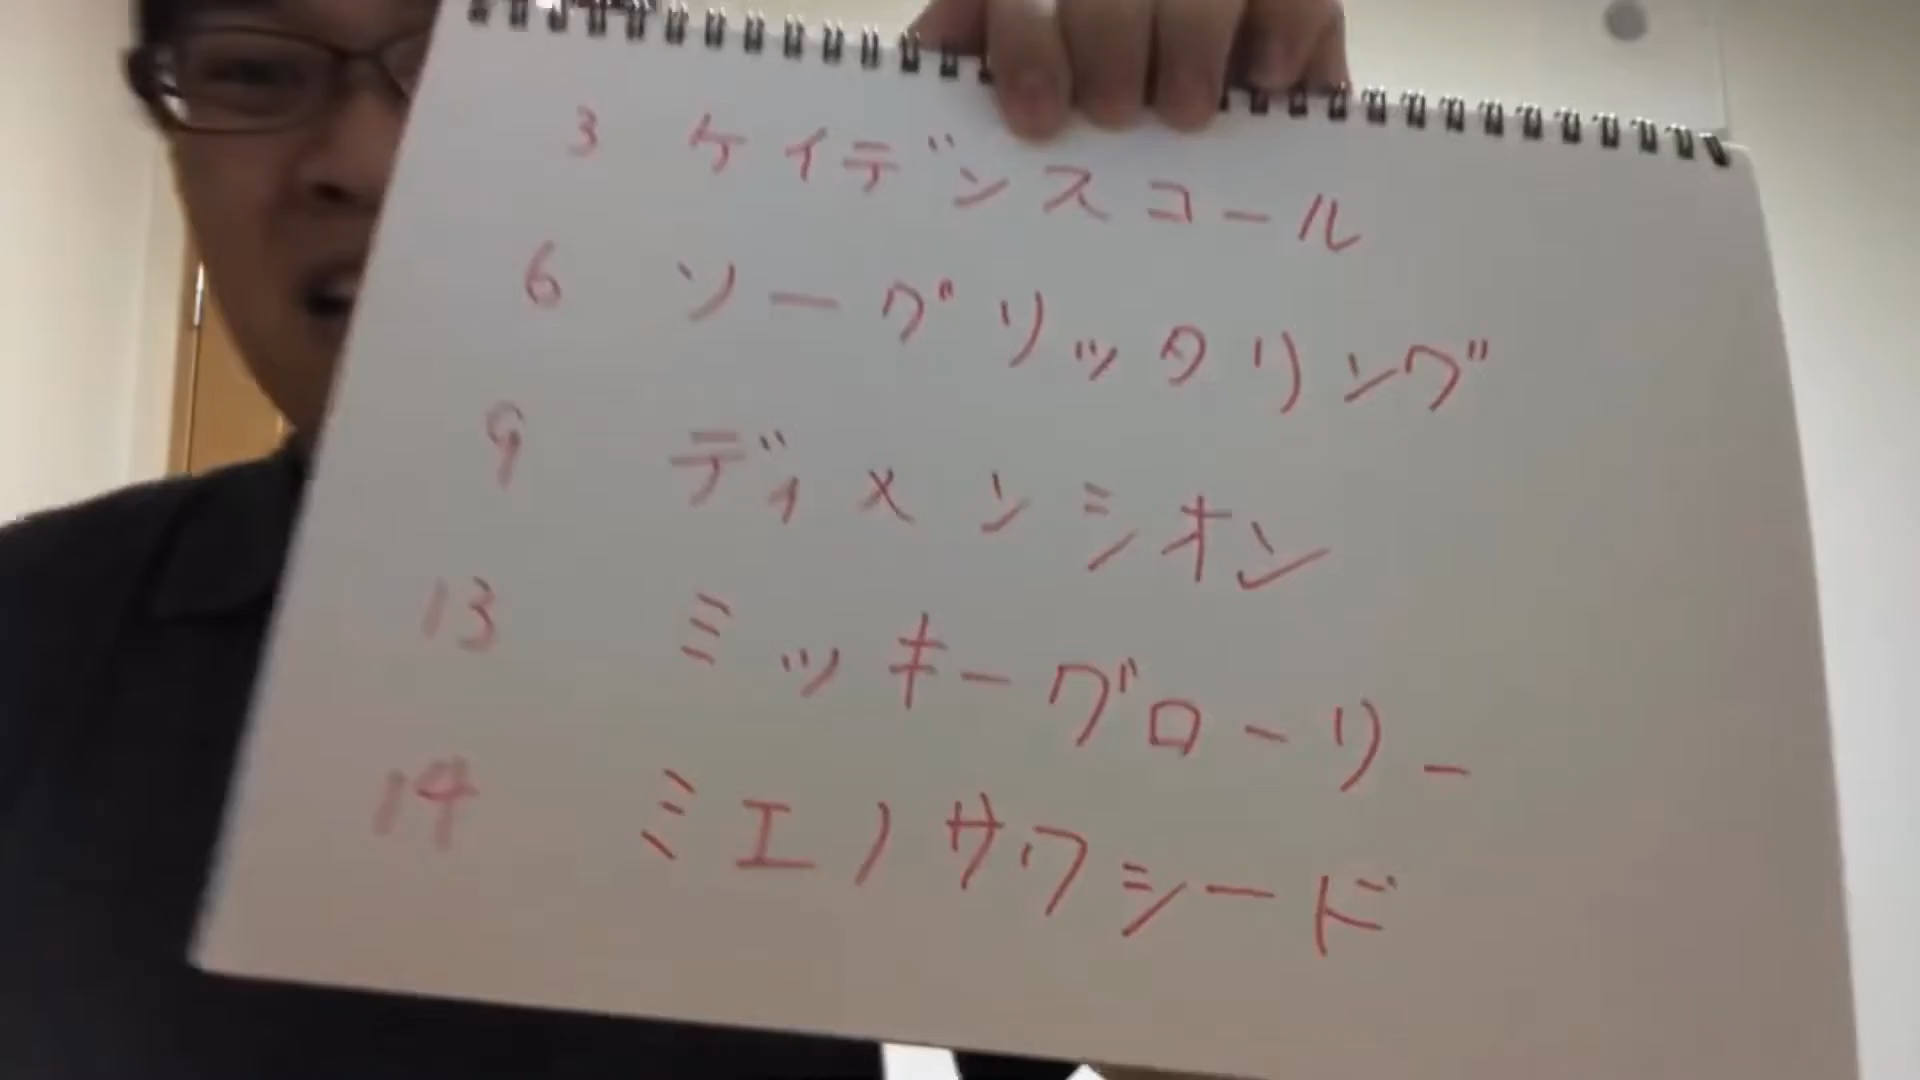 3 ケイデンスコール
6 ソーグリッタリング
9 ディメンシオン
13 ミッキーグローリー
14 ミエノサワシード